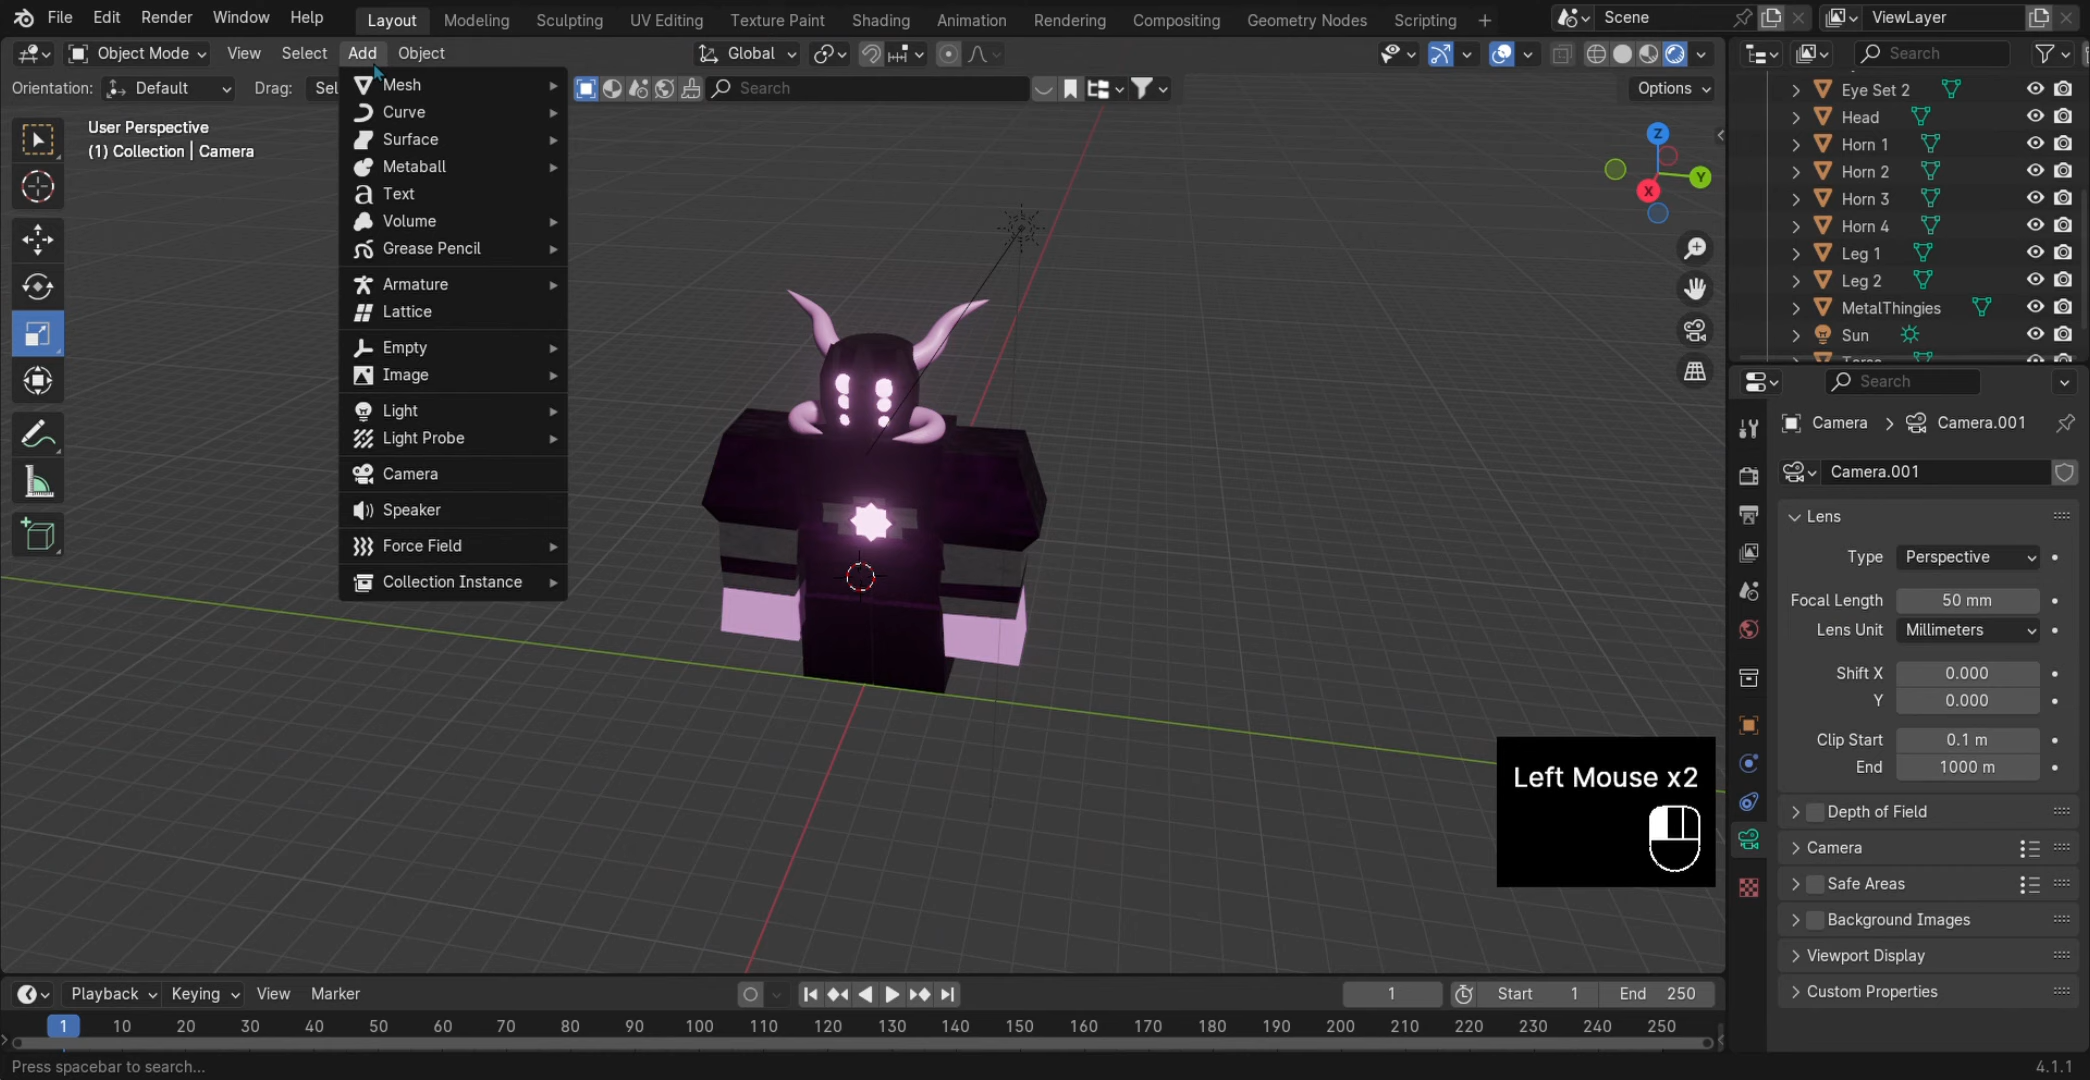 File Edit Render Window Help Layout Modeling Sculpting UV Editing Texture Paint Shading Animation Rendering Compositing Geometry Nodes Scripting + Scene ViewLayer
Object Mode View Select Add Object Global Search
Orientation: Default Drag: Sel Search Options
User Perspective
(1) Collection | Camera
Mesh
Curve
Surface
Metaball
Text
Volume
Grease Pencil
Armature
Lattice
Empty
Image
Light
Light Probe
Camera
Speaker
Force Field
Collection Instance
Z
Y
X
Eye Set 2
Head
Horn 1
Horn 2
Horn 3
Horn 4
Leg 1
Leg 2
MetalThingies
Sun
Search
Camera > Camera.001
Camera.001
Lens
Type Perspective
Focal Length 50 mm
Lens Unit Millimeters
Shift X 0.000
Y 0.000
Clip Start 0.1 m
End 1000 m
Depth of Field
Camera
Safe Areas
Background Images
Viewport Display
Custom Properties
Left Mouse x2
Playback Keying View Marker 1 Start 1 End 250
1 10 20 30 40 50 60 70 80 90 100 110 120 130 140 150 160 170 180 190 200 210 220 230 240 250
Press spacebar to search... 4.1.1